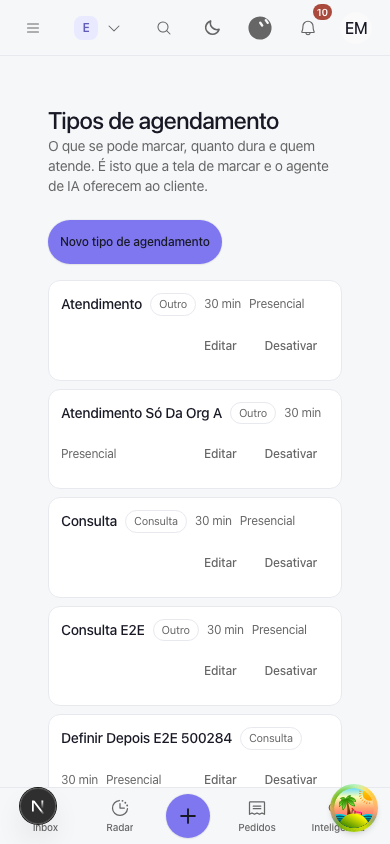 E
10
EM
Tipos de agendamento
O que se pode marcar, quanto dura e quem
atende. É isto que a tela de marcar e o agente
de IA oferecem ao cliente.
Novo tipo de agendamento
Atendimento Outro 30 min Presencial
Editar Desativar
Atendimento Só Da Org A Outro 30 min
Presencial Editar Desativar
Consulta Consulta 30 min Presencial
Editar Desativar
Consulta E2E Outro 30 min Presencial
Editar Desativar
Definir Depois E2E 500284 Consulta
30 min Presencial Editar Desativar
N
Inbox Radar Pedidos